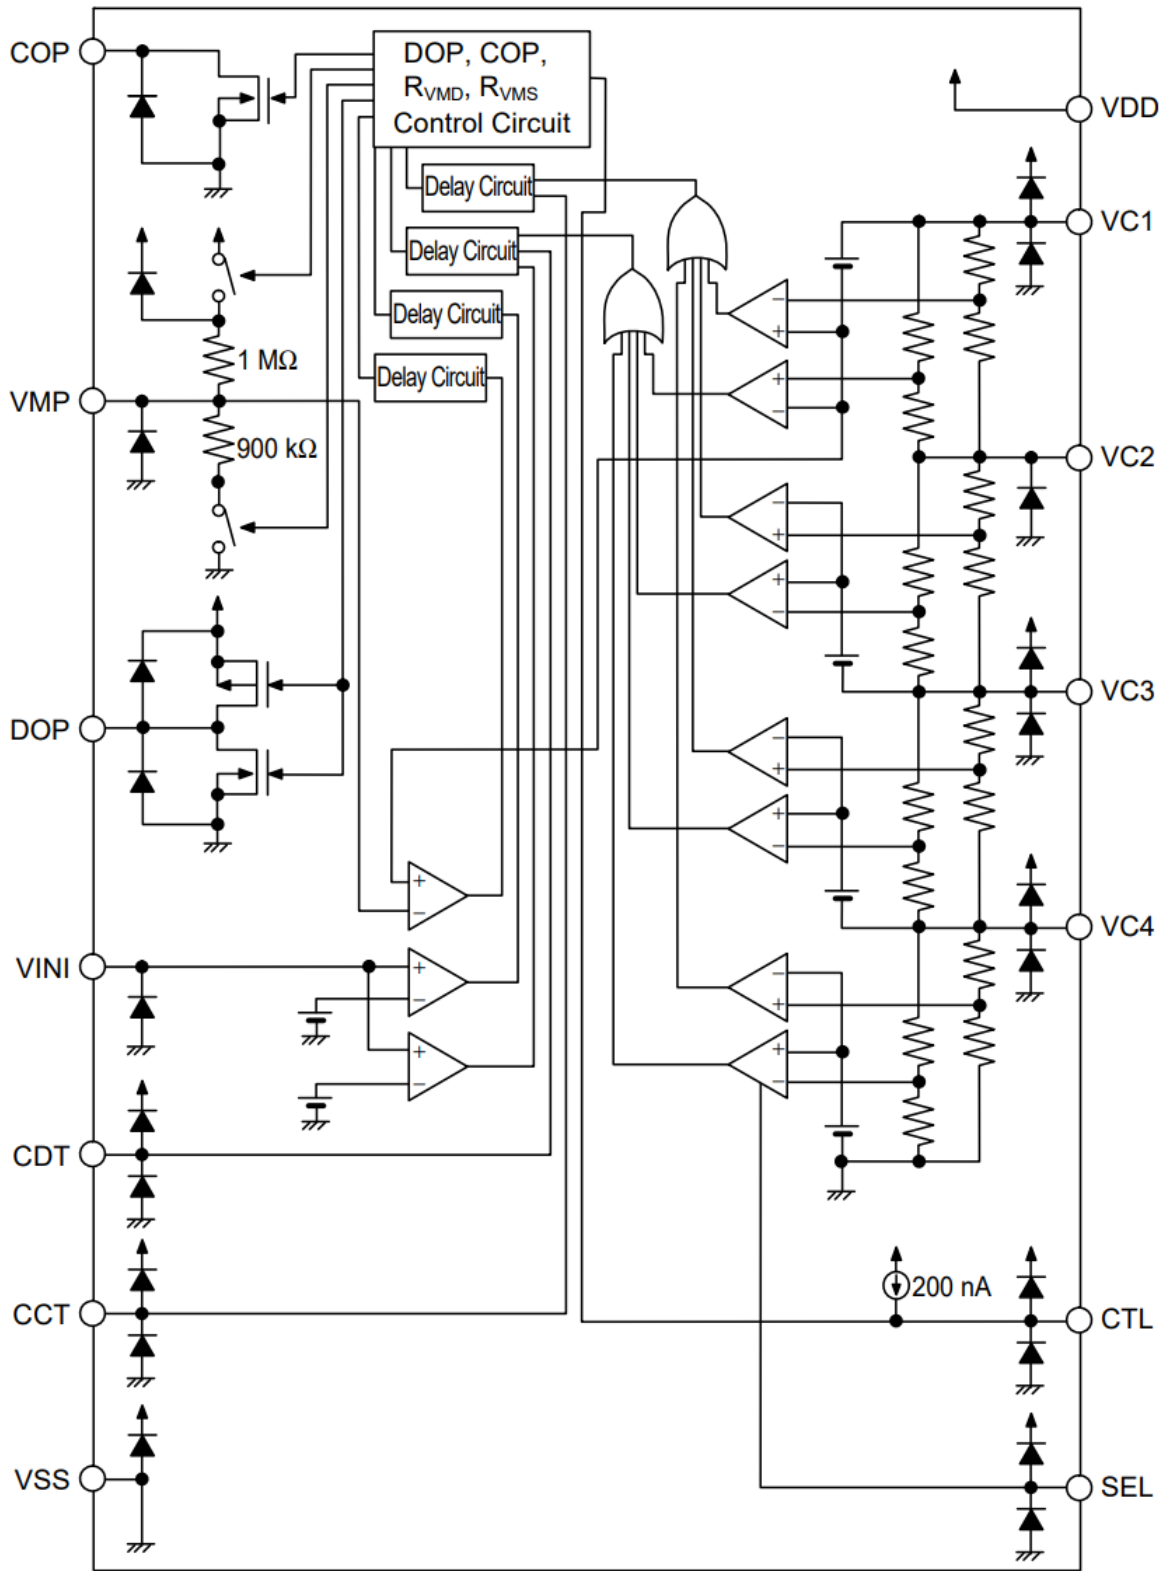 COP
DOP, COP,
RVMD, RVMS
Control Circuit
VDD
Delay Circuit
VC1
Delay Circuit
Delay Circuit
1 MΩ
Delay Circuit
VMP
900 kΩ
VC2
DOP
VC3
VC4
VINI
CDT
CCT
200 nA
CTL
VSS
SEL
+
−
+
−
+
−
−
+
+
−
−
+
+
−
−
+
+
−
−
+
+
−